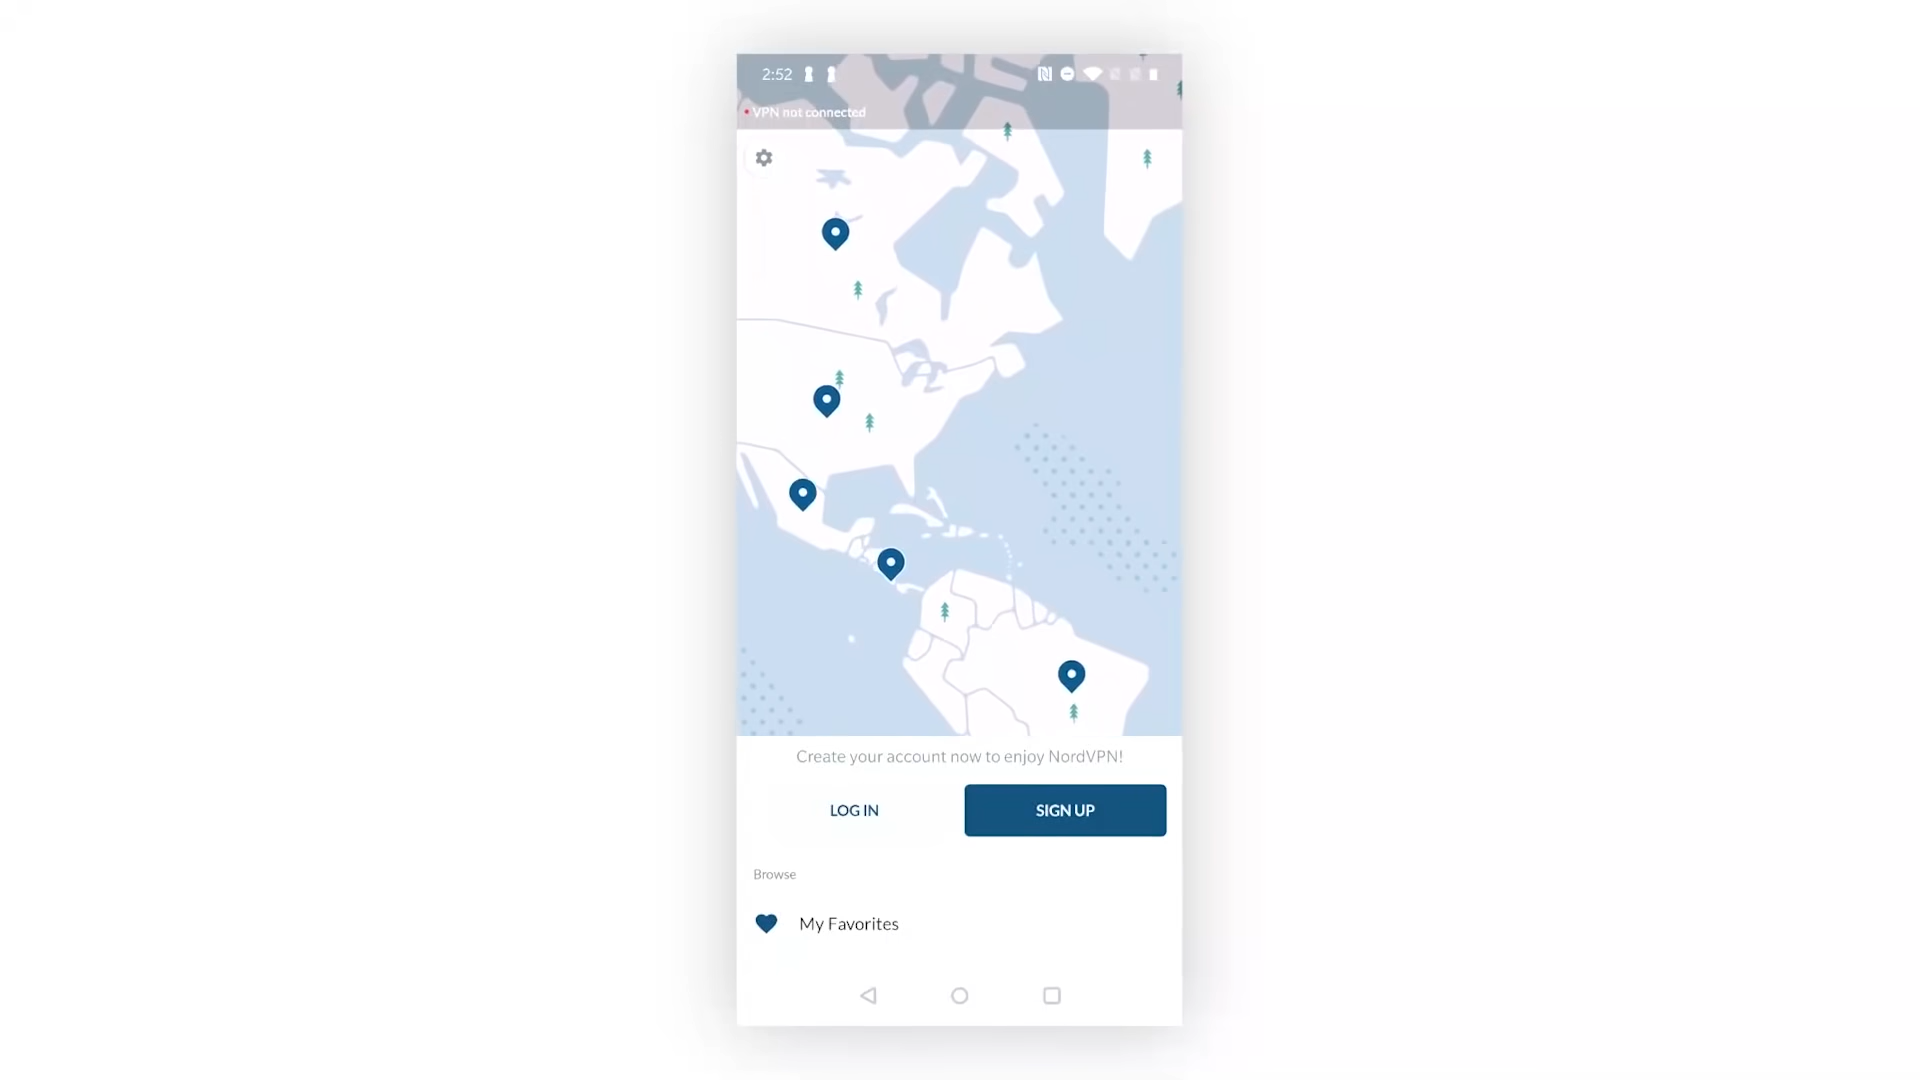 2:52
VPN not connected
Create your account now to enjoy NordVPN!
LOG IN
SIGN UP
Browse
My Favorites